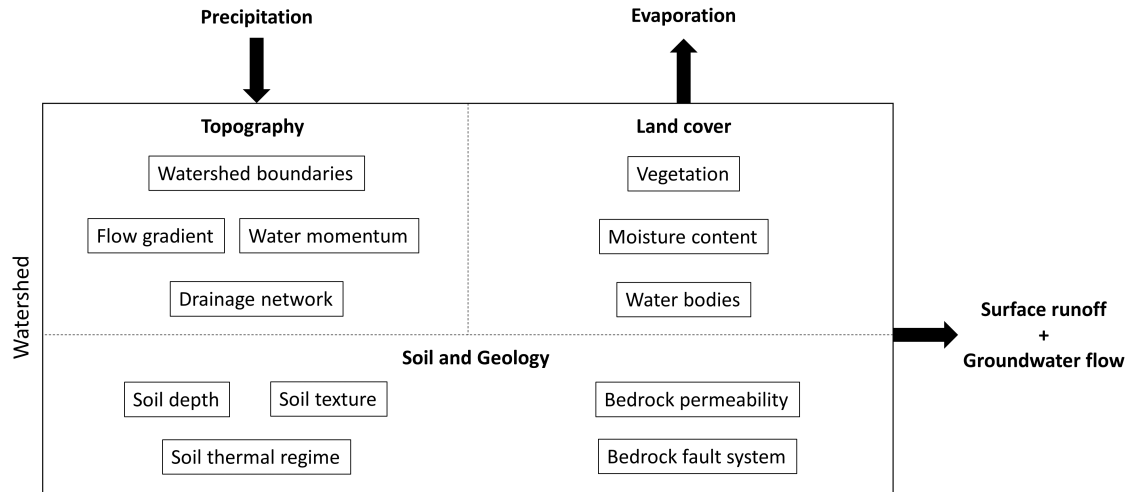 Precipitation
Evaporation
Topography
Land cover
Watershed boundaries
Vegetation
Flow gradient
Water momentum
Moisture content
Drainage network
Water bodies
Watershed
Surface runoff
+
Groundwater flow
Soil and Geology
Soil depth
Soil texture
Bedrock permeability
Soil thermal regime
Bedrock fault system